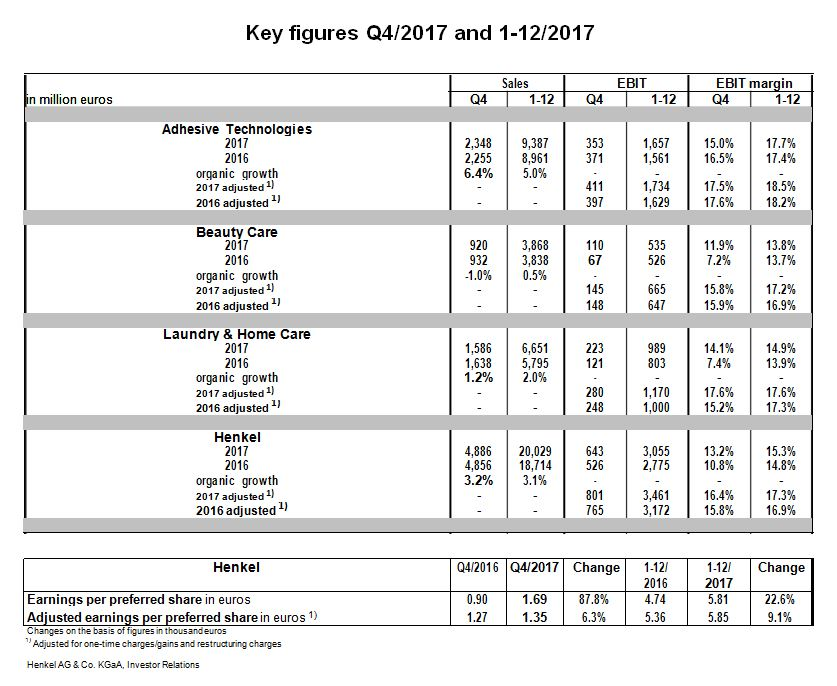 Key figures Q4/2017 and 1-12/2017
Sales EBIT EBIT margin
in million euros Q4 1-12 Q4 1-12 Q4 1-12
Adhesive Technologies
2017 2,348 9,387 353 1,657 15.0% 17.7%
2016 2,255 8,961 371 1,561 16.5% 17.4%
organic growth 6.4% 5.0% - - - -
2017 adjusted 1) - - 411 1,734 17.5% 18.5%
2016 adjusted 1) - - 397 1,629 17.6% 18.2%
Beauty Care
2017 920 3,868 110 535 11.9% 13.8%
2016 932 3,838 67 526 7.2% 13.7%
organic growth -1.0% 0.5% - - - -
2017 adjusted 1) - - 145 665 15.8% 17.2%
2016 adjusted 1) - - 148 647 15.9% 16.9%
Laundry & Home Care
2017 1,586 6,651 223 989 14.1% 14.9%
2016 1,638 5,795 121 803 7.4% 13.9%
organic growth 1.2% 2.0% - - - -
2017 adjusted 1) - - 280 1,170 17.6% 17.6%
2016 adjusted 1) - - 248 1,000 15.2% 17.3%
Henkel
2017 4,886 20,029 643 3,055 13.2% 15.3%
2016 4,856 18,714 526 2,775 10.8% 14.8%
organic growth 3.2% 3.1% - - - -
2017 adjusted 1) - - 801 3,461 16.4% 17.3%
2016 adjusted 1) - - 765 3,172 15.8% 16.9%
Henkel Q4/2016 Q4/2017 Change 1-12/ 1-12/ Change
2016 2017
Earnings per preferred share in euros 0.90 1.69 87.8% 4.74 5.81 22.6%
Adjusted earnings per preferred share in euros 1) 1.27 1.35 6.3% 5.36 5.85 9.1%
Changes on the basis of figures in thousand euros
1) Adjusted for one-time charges/gains and restructuring charges
Henkel AG & Co. KGaA, Investor Relations